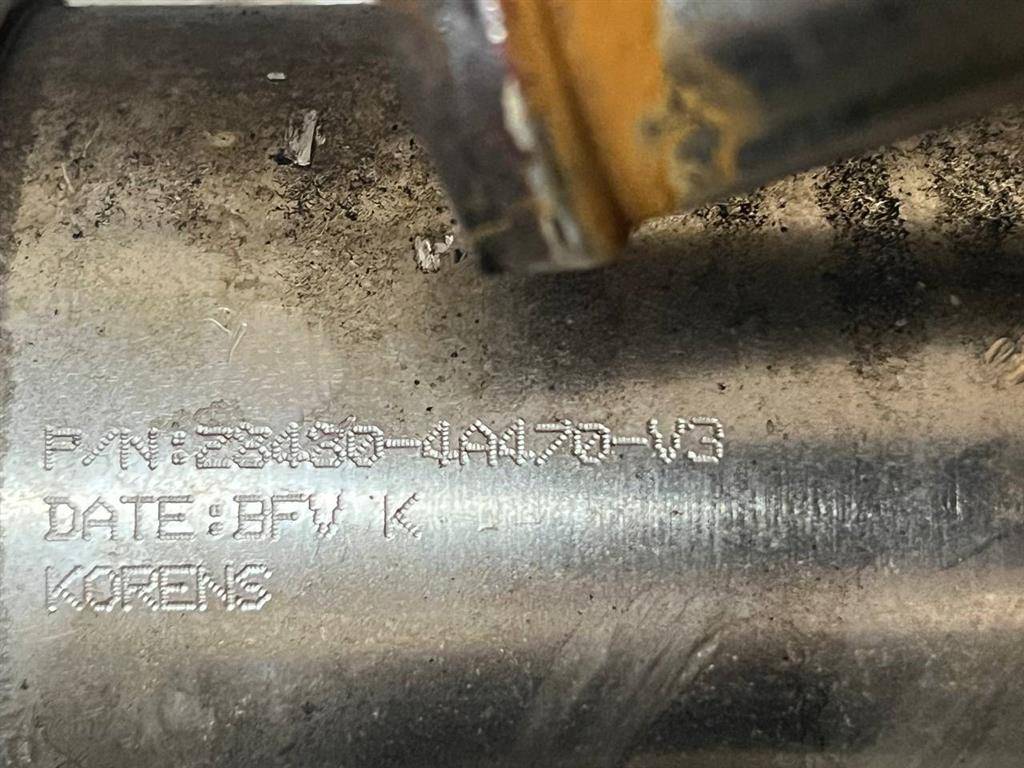 P/N:28480-4A470-V3
DATE:BFV K
KORENS